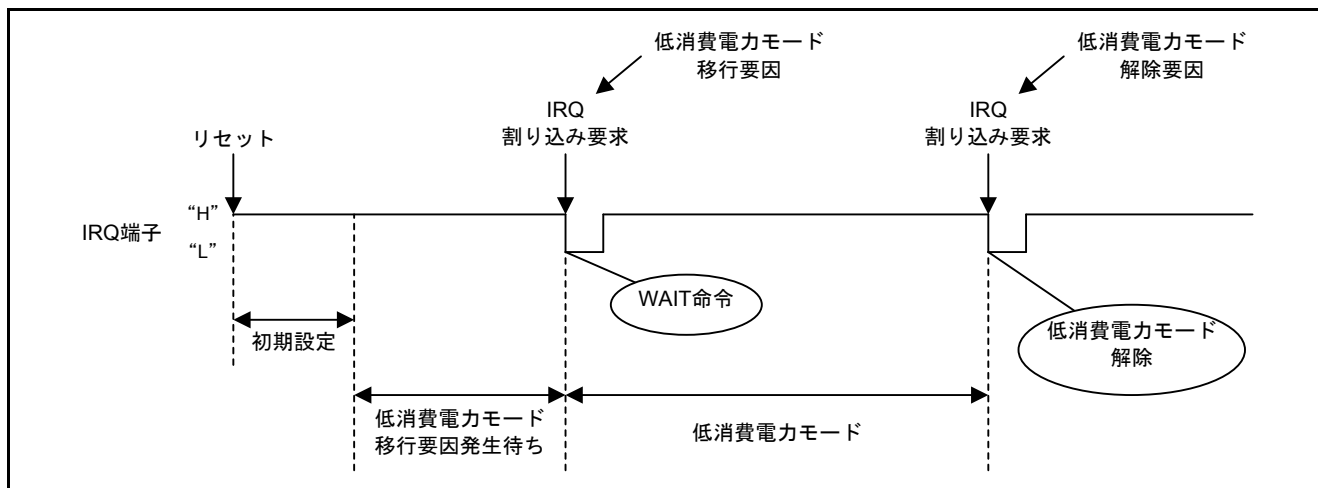 低消費電力モード
移行要因
低消費電力モード
解除要因
IRQ
割り込み要求
IRQ
割り込み要求
リセット
“H”
IRQ端子
“L”
WAIT命令
初期設定
低消費電力モード
解除
低消費電力モード
移行要因発生待ち
低消費電力モード